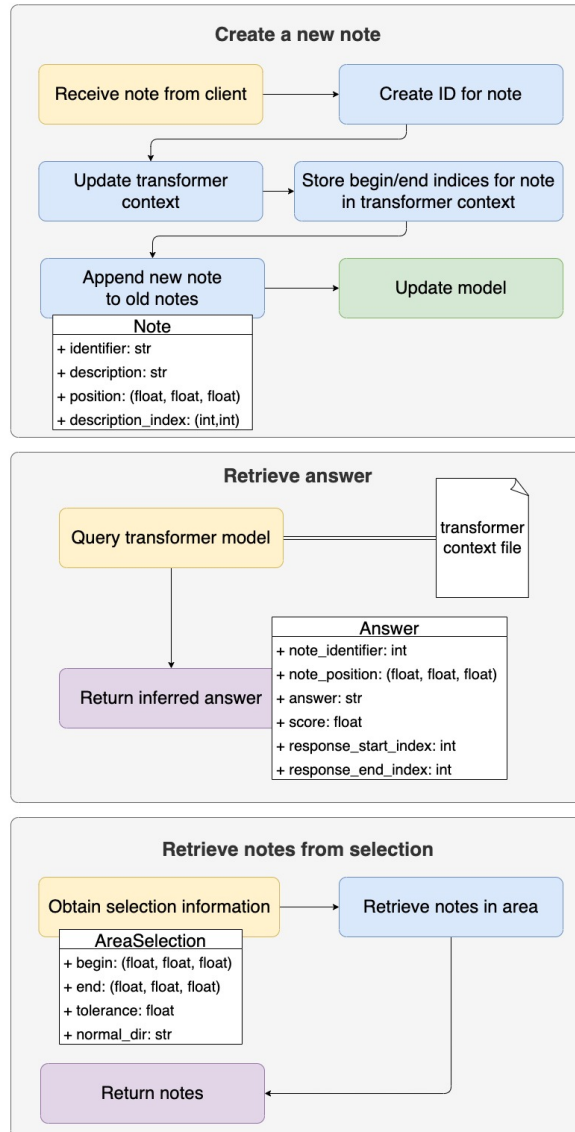 Create a new note
Receive note from client
Create ID for note
Update transformer
context
Store begin/end indices for note
in transformer context
Append new note
to old notes
Update model
Note
+ identifier: str
+ description: str
+ position: (float, float, float)
+ description_index: (int,int)
Retrieve answer
Query transformer model
transformer
context file
Return inferred answer
Answer
+ note_identifier: int
+ note_position: (float, float, float)
+ answer: str
+ score: float
+ response_start_index: int
+ response_end_index: int
Retrieve notes from selection
Obtain selection information
Retrieve notes in area
AreaSelection
+ begin: (float, float, float)
+ end: (float, float, float)
+ tolerance: float
+ normal_dir: str
Return notes